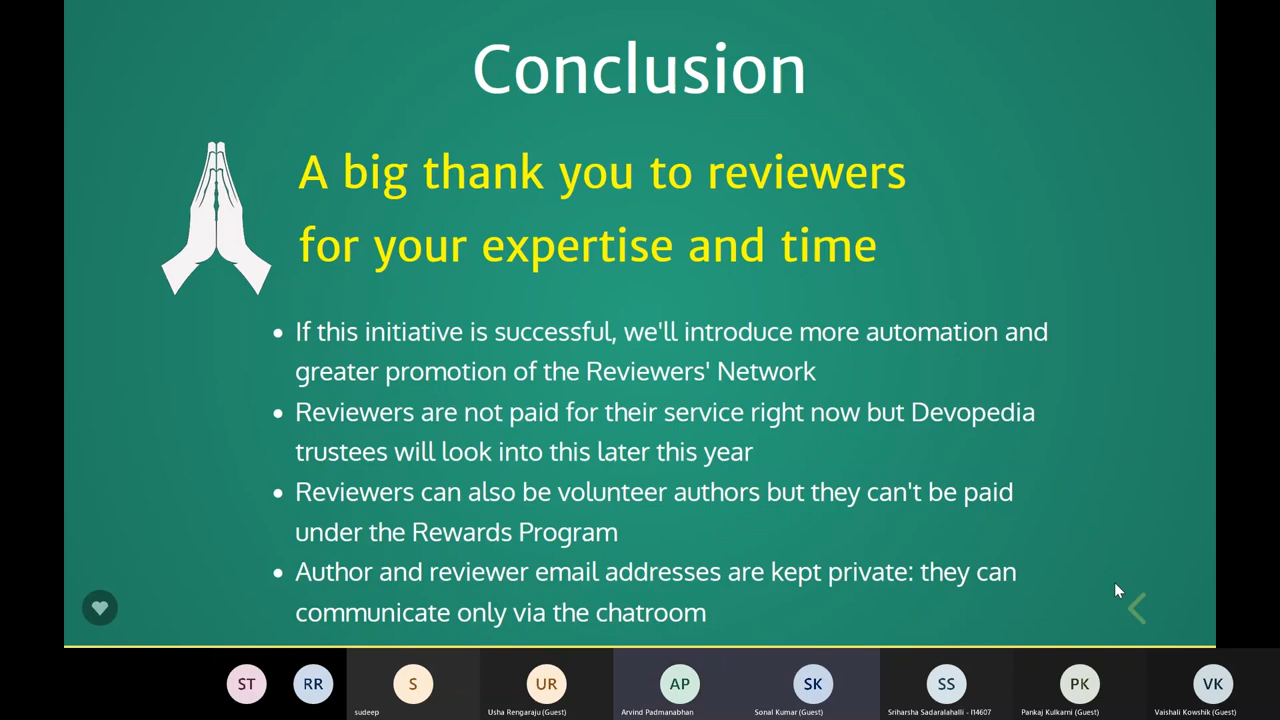 Conclusion
A big thank you to reviewers
for your expertise and time
If this initiative is successful, we'll introduce more automation and
greater promotion of the Reviewers' Network
Reviewers are not paid for their service right now but Devopedia
trustees will look into this later this year
Reviewers can also be volunteer authors but they can't be paid
under the Rewards Program
Author and reviewer email addresses are kept private: they can
communicate only via the chatroom
ST RR S UR AP SK SS PK VK
sudeep Usha Rengaraju (Guest) Arvind Padmanabhan Sonal Kumar (Guest) Sriharsha Sadaralahalli - I14607 Pankaj Kulkarni (Guest) Vaishali Kowshik (Guest)